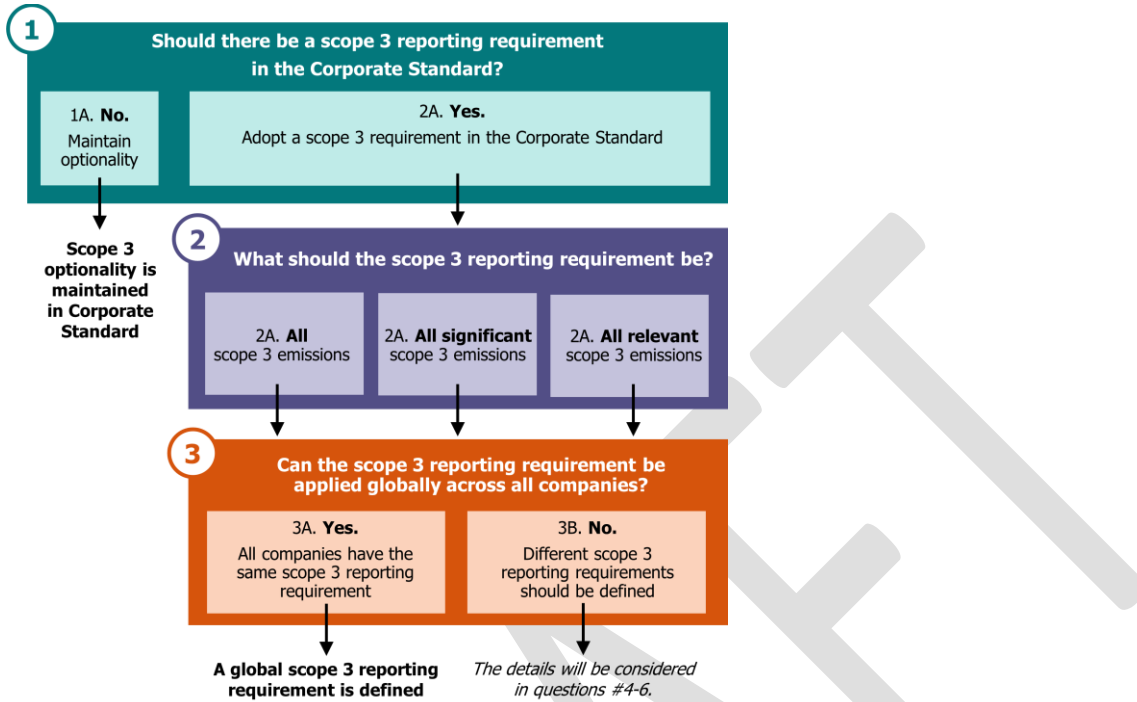 1
Should there be a scope 3 reporting requirement
in the Corporate Standard?
1A. No.
Maintain
optionality
2A. Yes.
Adopt a scope 3 requirement in the Corporate Standard
Scope 3
optionality is
maintained
in Corporate
Standard
2
What should the scope 3 reporting requirement be?
2A. All
scope 3 emissions
2A. All significant
scope 3 emissions
2A. All relevant
scope 3 emissions
3
Can the scope 3 reporting requirement be
applied globally across all companies?
3A. Yes.
All companies have the
same scope 3 reporting
requirement
3B. No.
Different scope 3
reporting requirements
should be defined
A global scope 3 reporting
requirement is defined
The details will be considered
in questions #4-6.